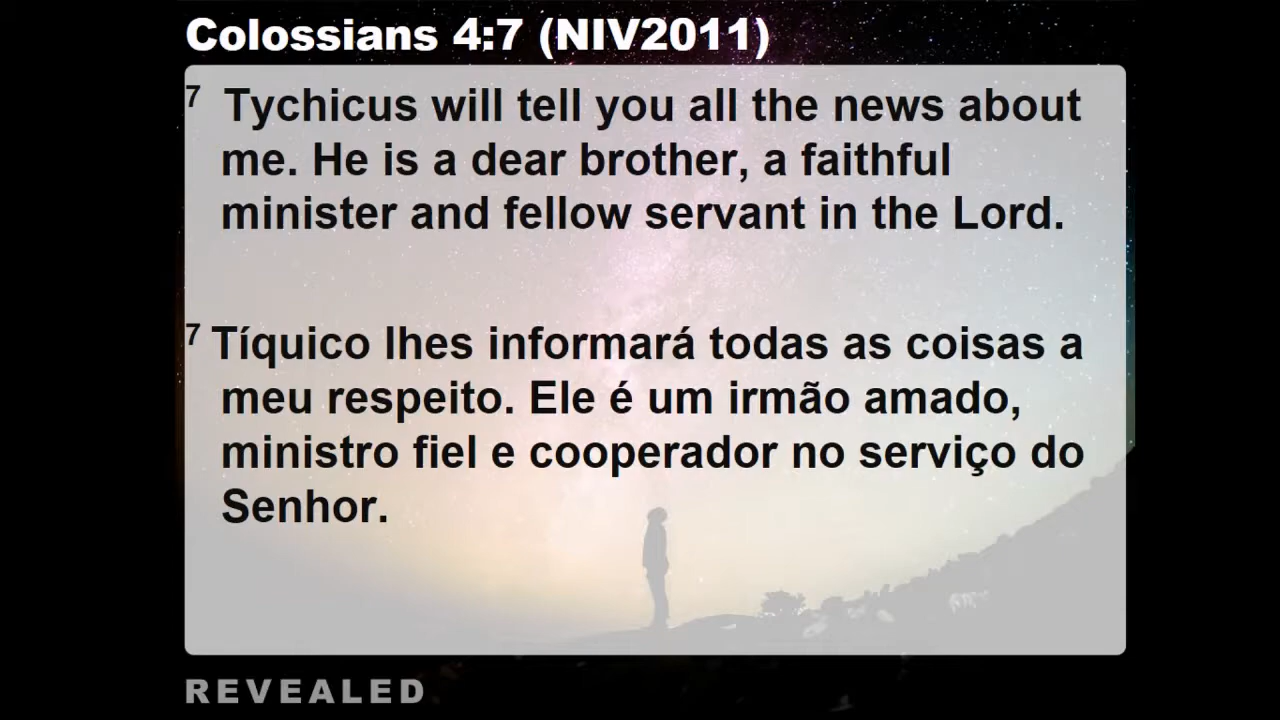 Colossians 4:7 (NIV2011)
7 Tychicus will tell you all the news about
me. He is a dear brother, a faithful
minister and fellow servant in the Lord.
7 Tíquico lhes informará todas as coisas a
meu respeito. Ele é um irmão amado,
ministro fiel e cooperador no serviço do
Senhor.
REVEALED